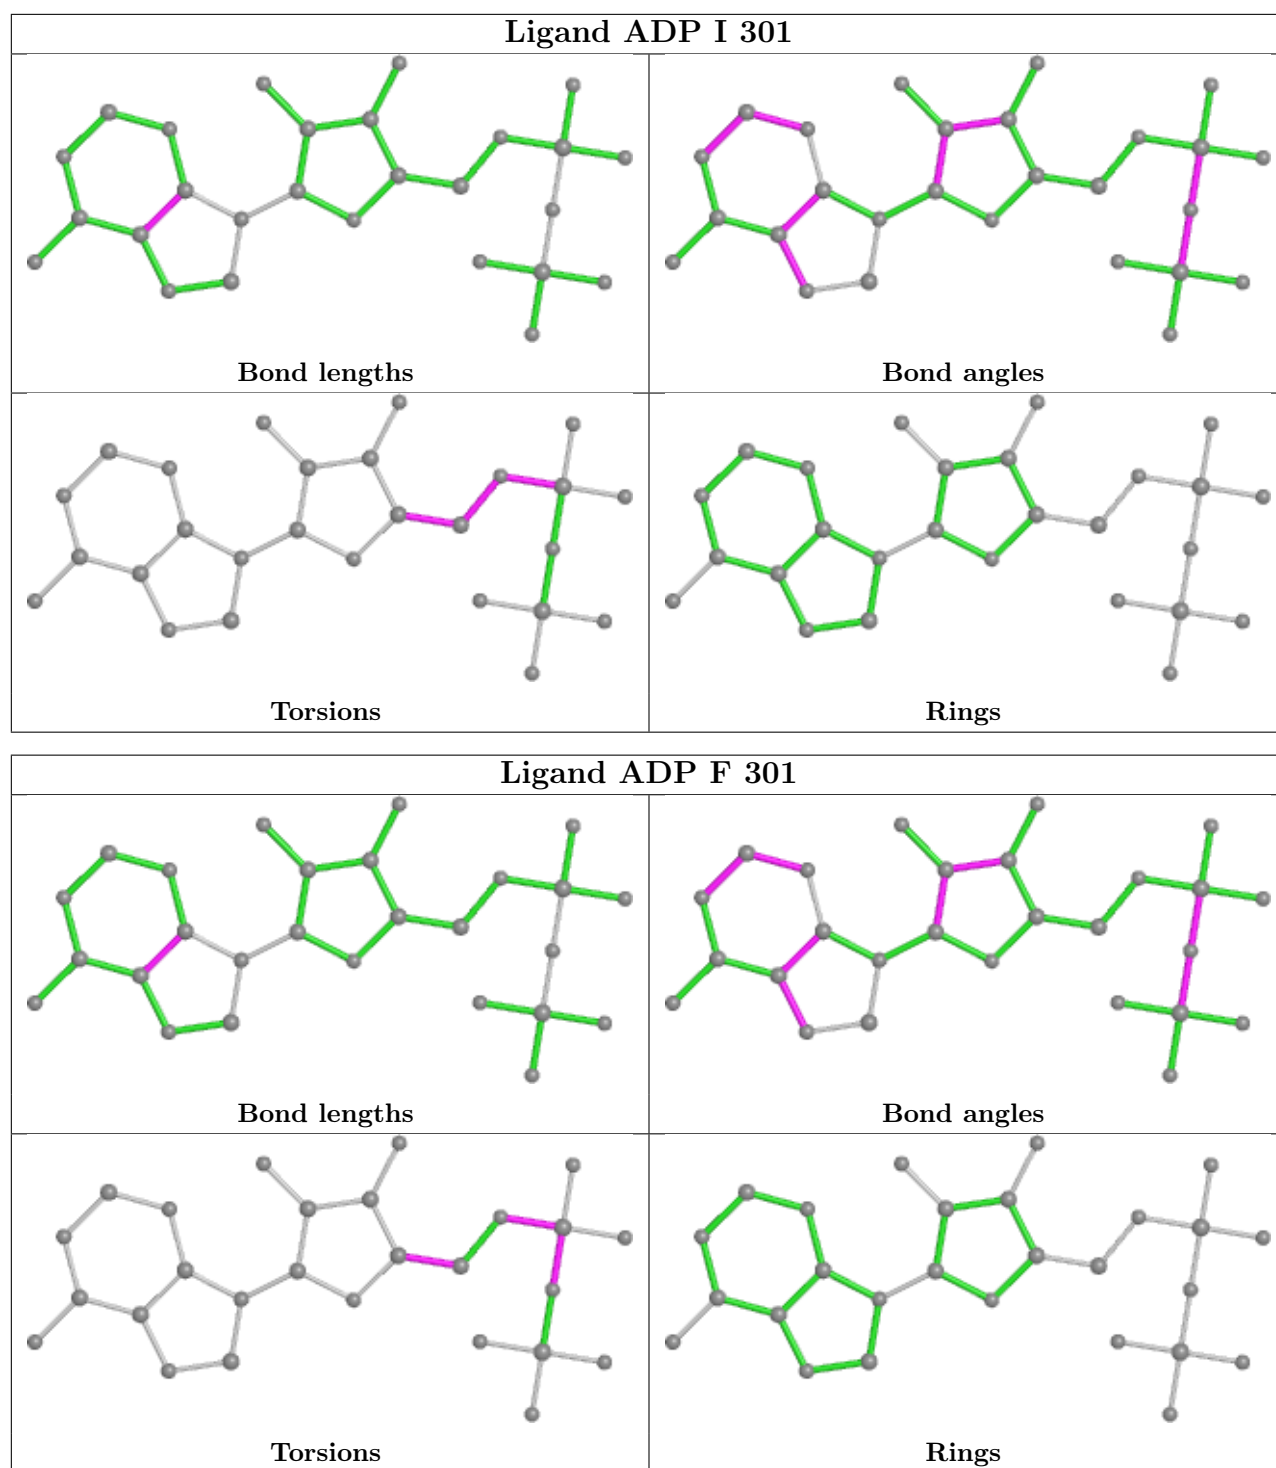 Ligand ADP I 301
Bond lengths
Bond angles
Torsions
Rings
Ligand ADP F 301
Bond lengths
Bond angles
Torsions
Rings